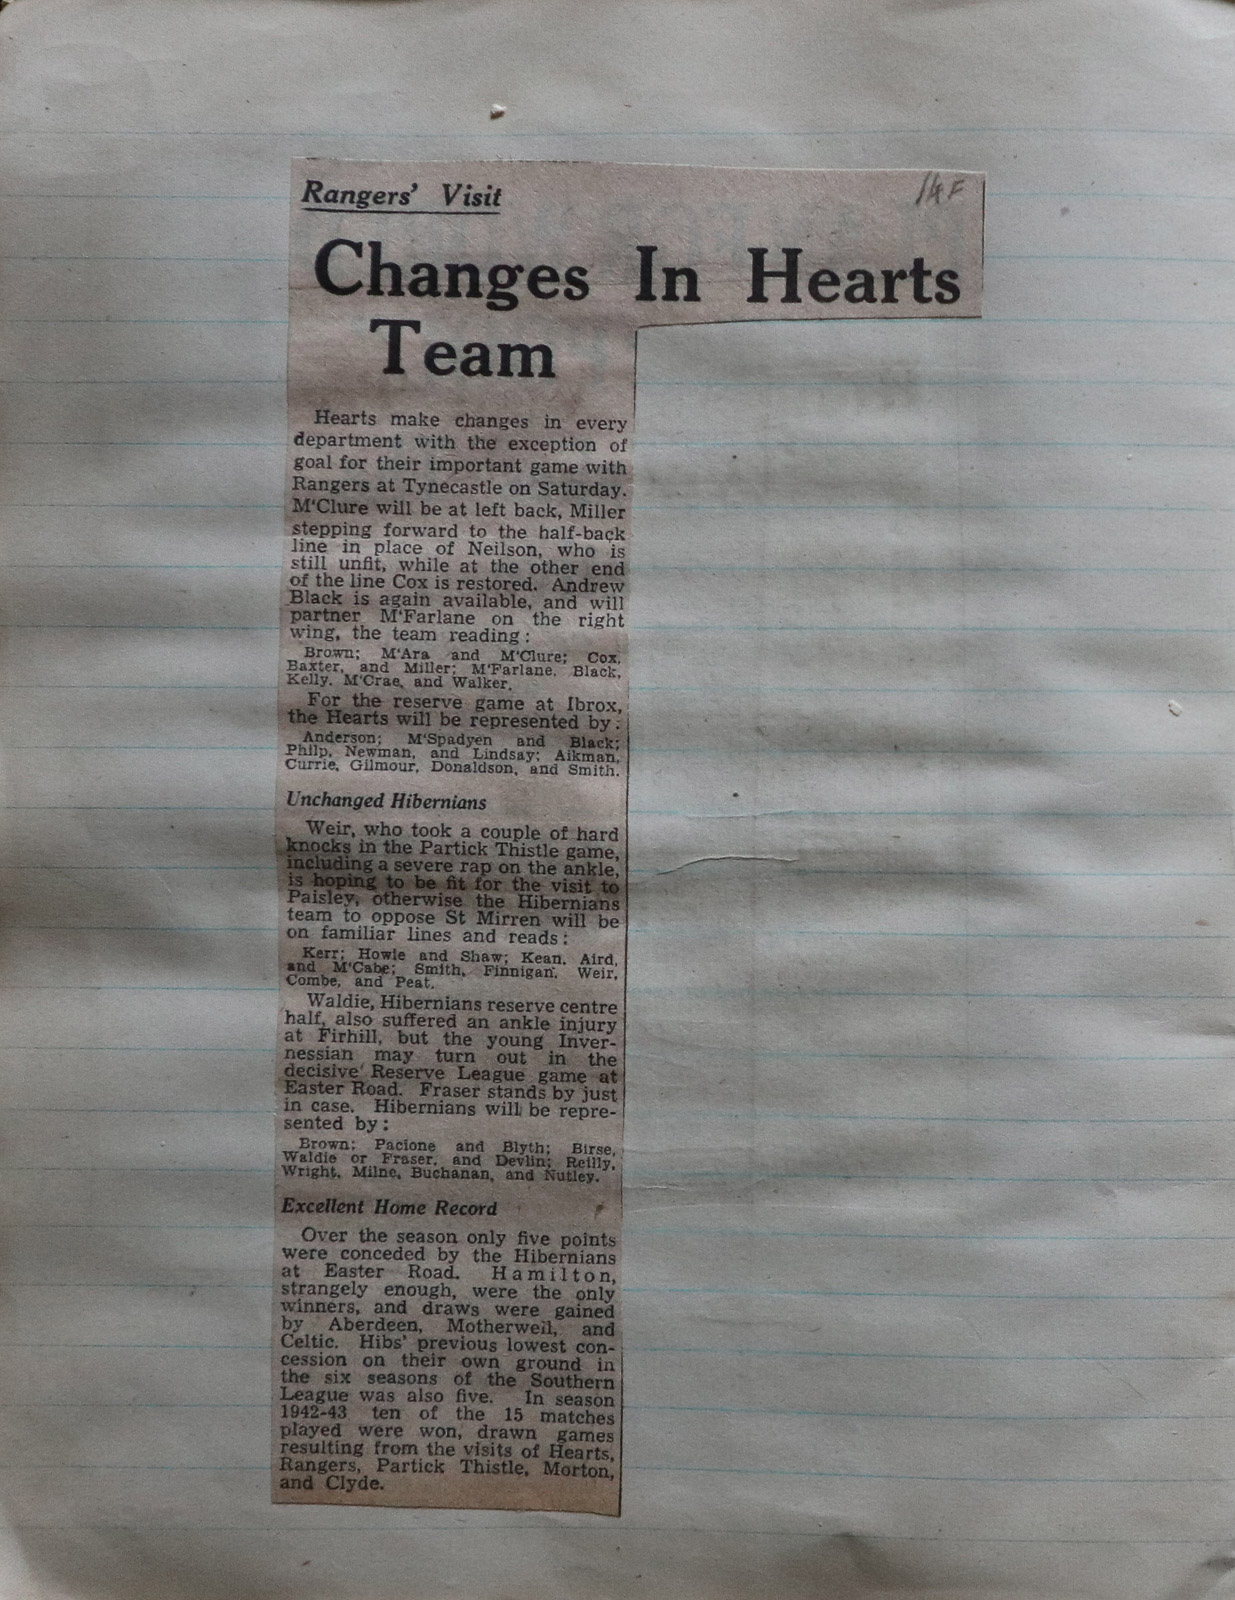 Rangers' Visit
14F
Changes In Hearts
Team
Hearts make changes in every
department with the exception of
goal for their important game with
Rangers at Tynecastle on Saturday.
M'Clure will be at left back, Miller
stepping forward to the half-back
line in place of Neilson, who is
still unfit, while at the other end
of the line Cox is restored. Andrew
Black is again available, and will
partner M'Farlane on the right
wing, the team reading:
Brown; M'Ara and M'Clure; Cox,
Baxter, and Miller; M'Farlane, Black,
Kelly, M'Crae, and Walker.
For the reserve game at Ibrox,
the Hearts will be represented by:
Anderson; M'Spadyen and Black;
Philp, Newman, and Lindsay; Aikman,
Currie, Gilmour, Donaldson, and Smith.
Unchanged Hibernians
Weir, who took a couple of hard
knocks in the Partick Thistle game,
including a severe rap on the ankle,
is hoping to be fit for the visit to
Paisley, otherwise the Hibernians
team to oppose St Mirren will be
on familiar lines and reads:
Kerr; Howie and Shaw; Kean, Aird,
and M'Cabe; Smith, Finnigan, Weir,
Combe, and Peat.
Waldie, Hibernians reserve centre
half, also suffered an ankle injury
at Firhill, but the young Inver-
nessian may turn out in the
decisive Reserve League game at
Easter Road. Fraser stands by just
in case. Hibernians will be repre-
sented by:
Brown; Pacione and Blyth; Birse,
Waldie or Fraser, and Devlin; Reilly,
Wright, Milne, Buchanan, and Nutley.
Excellent Home Record
Over the season only five points
were conceded by the Hibernians
at Easter Road. Hamilton,
strangely enough, were the only
winners, and draws were gained
by Aberdeen, Motherwell, and
Celtic. Hibs' previous lowest con-
cession on their own ground in
the six seasons of the Southern
League was also five. In season
1942-43 ten of the 15 matches
played were won, drawn games
resulting from the visits of Hearts,
Rangers, Partick Thistle, Morton,
and Clyde.